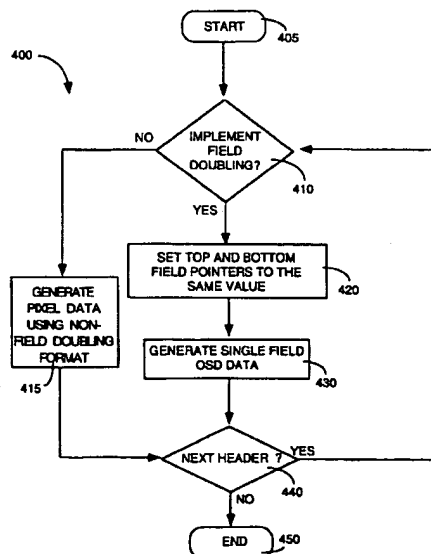 START
405
400
NO
IMPLEMENT
FIELD
DOUBLING?
410
YES
SET TOP AND BOTTOM
FIELD POINTERS TO THE
SAME VALUE
420
GENERATE
PIXEL DATA
USING NON-
FIELD DOUBLING
FORMAT
415
GENERATE SINGLE FIELD
OSD DATA
430
NEXT HEADER ?
YES
440
NO
END
450